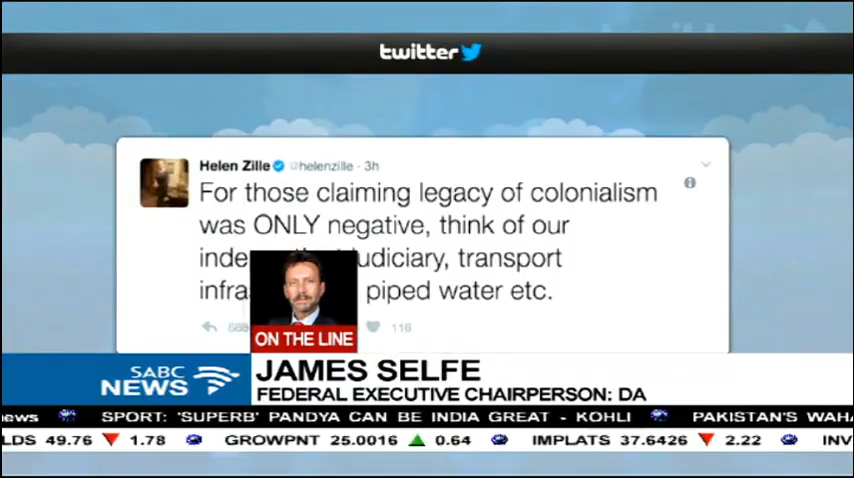 twitter
Helen Zille @helenzille · 3h
For those claiming legacy of colonialism
was ONLY negative, think of our
inde judiciary, transport
infra piped water etc.
116
ON THE LINE
SABC
NEWS
JAMES SELFE
FEDERAL EXECUTIVE CHAIRPERSON: DA
ews SPORT: 'SUPERB' PANDYA CAN BE INDIA GREAT - KOHLI PAKISTAN'S WAHA
LDS 49.76 ▼ 1.78 GROWPNT 25.0016 ▲ 0.64 IMPLATS 37.6426 ▼ 2.22 INV